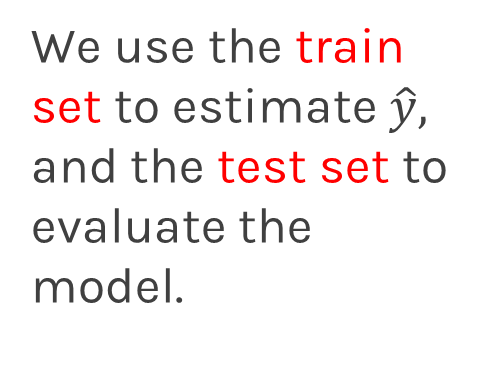 We use the train
set to estimate ŷ,
and the test set to
evaluate the
model.